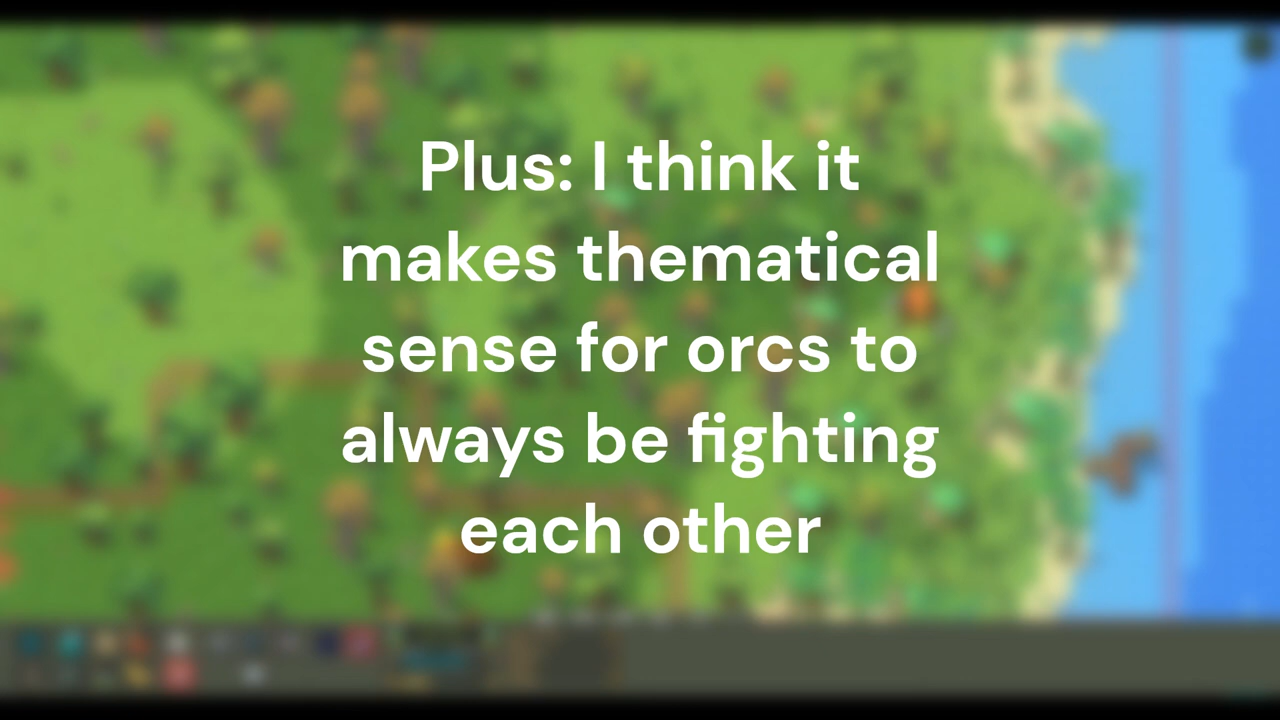 Plus: I think it
makes thematical
sense for orcs to
always be fighting
each other